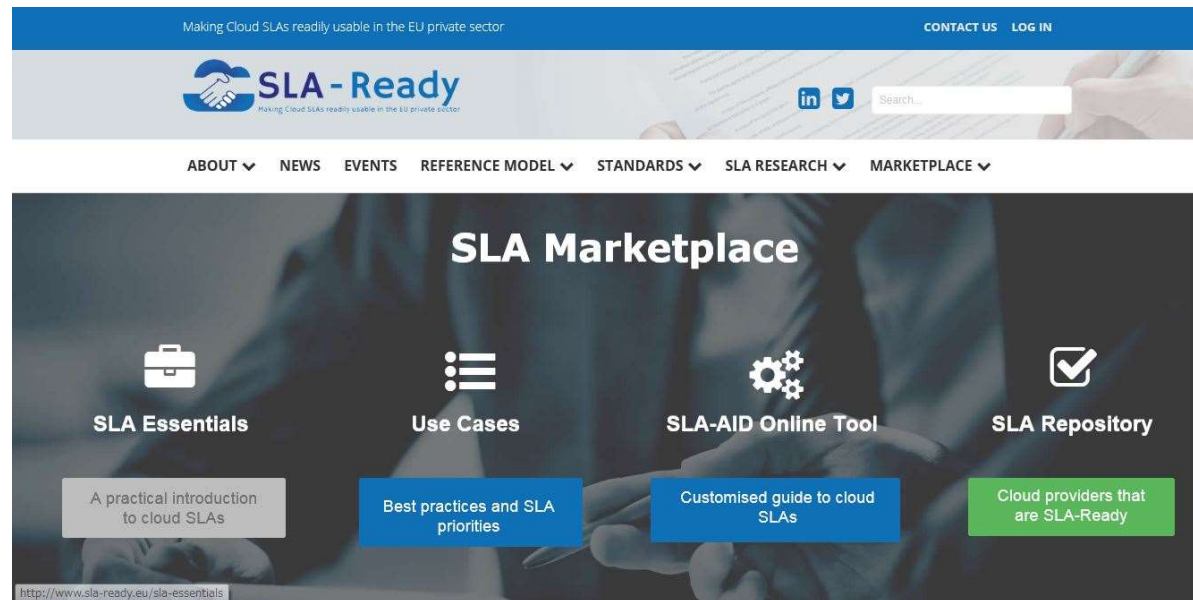 Making Cloud SLAs readily usable in the EU private sector
CONTACT US LOG IN
SLA - Ready
Making Cloud SLAs readily usable in the EU private sector
in
Search...
ABOUT NEWS EVENTS REFERENCE MODEL STANDARDS SLA RESEARCH MARKETPLACE
SLA Marketplace
SLA Essentials
A practical introduction
to cloud SLAs
Use Cases
Best practices and SLA
priorities
SLA-AID Online Tool
Customised guide to cloud
SLAs
SLA Repository
Cloud providers that
are SLA-Ready
http://www.sla-ready.eu/sla-essentials